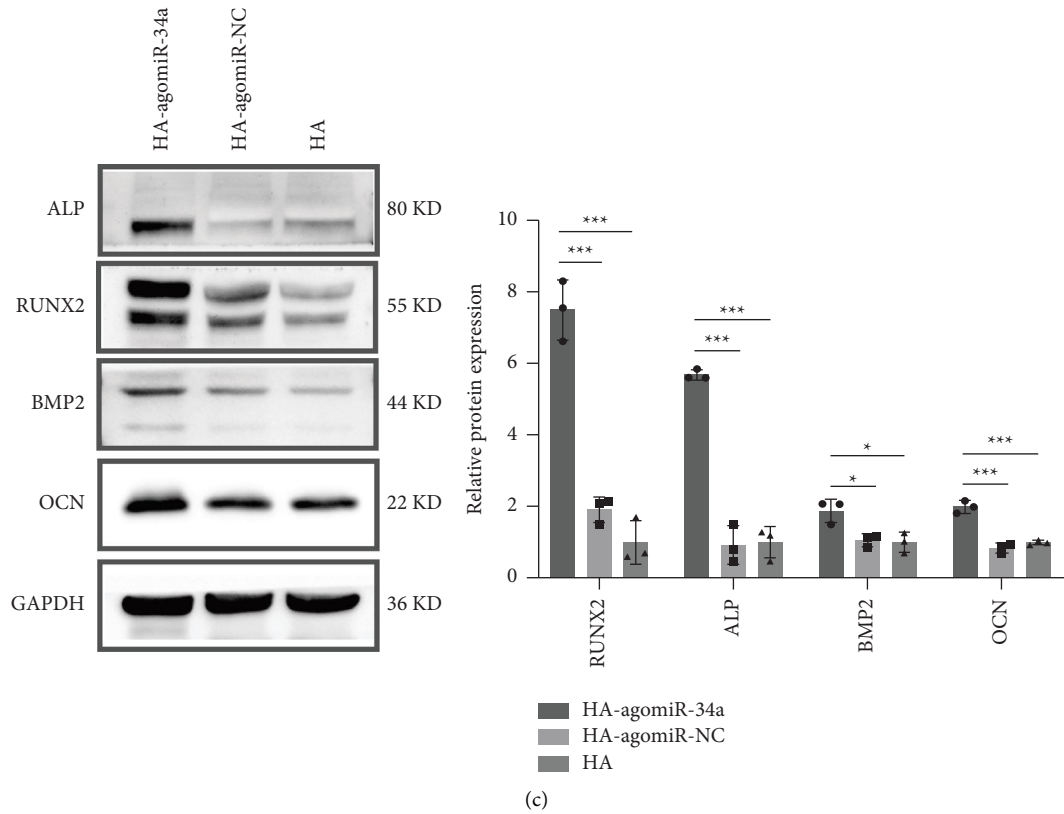 HA-agomiR-34a
HA-agomiR-NC
HA
ALP
80 KD
RUNX2
55 KD
BMP2
44 KD
OCN
22 KD
GAPDH
36 KD
Relative protein expression
10
8
6
4
2
0
***
***
***
***
*
*
***
***
RUNX2
ALP
BMP2
OCN
HA-agomiR-34a
HA-agomiR-NC
HA
(c)